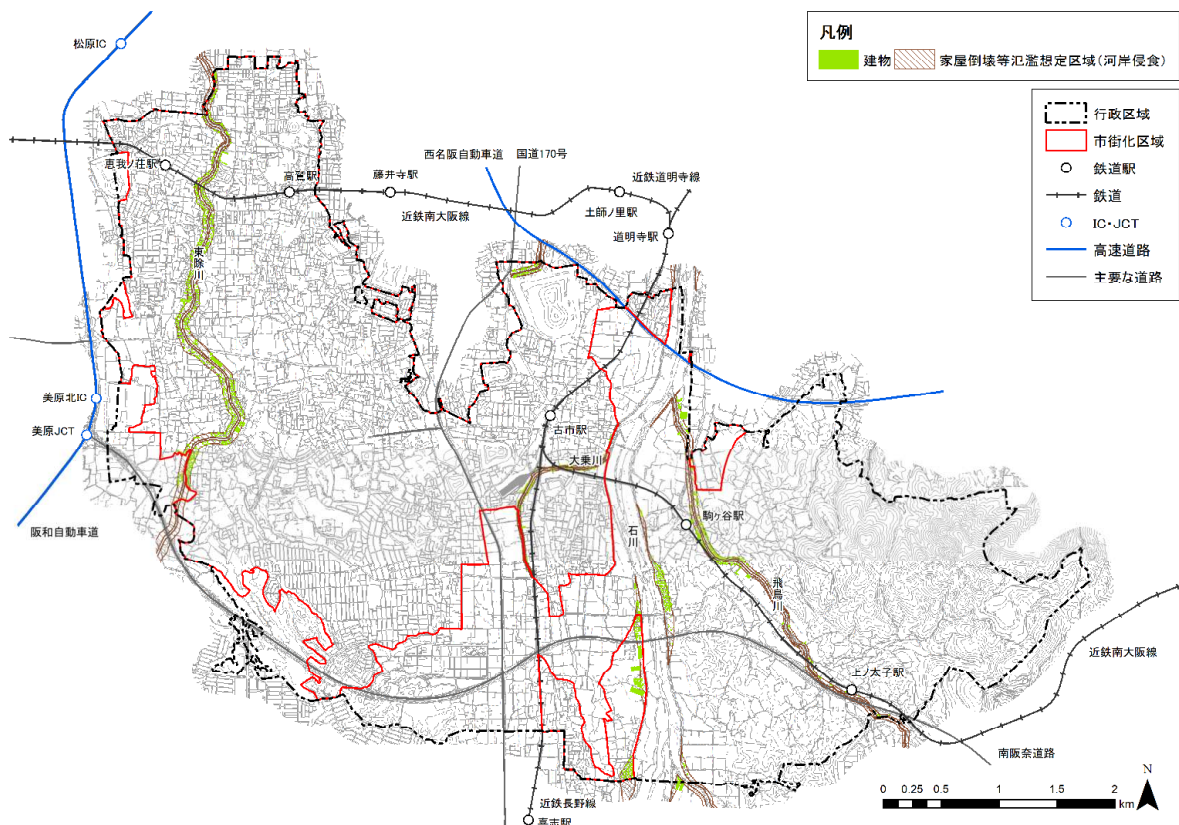 凡例
建物
家屋倒壊等氾濫想定区域（河岸侵食）
行政区域
市街化区域
鉄道駅
鉄道
IC・JCT
高速道路
主要な道路
松原IC
恵我ノ荘駅
高鷲駅
藤井寺駅
近鉄南大阪線
西名阪自動車道
国道170号
近鉄道明寺線
土師ノ里駅
道明寺駅
東除川
美原北IC
美原JCT
阪和自動車道
古市駅
大乗川
石川
駒ヶ谷駅
飛鳥川
上ノ太子駅
近鉄南大阪線
南阪奈道路
近鉄長野線
喜志駅
N
0 0.25 0.5 1 1.5 2
km